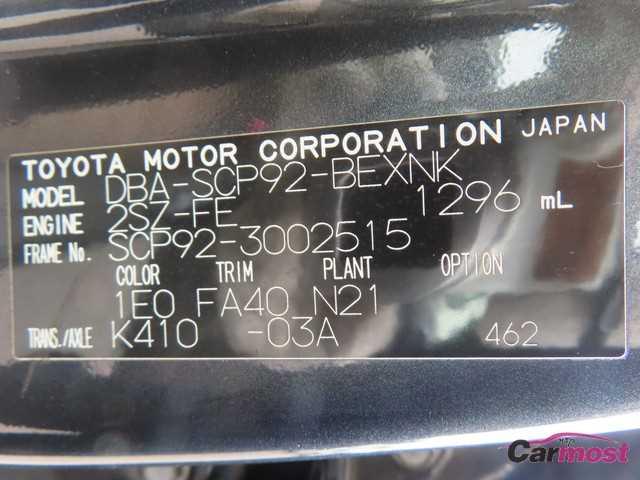 TOYOTA MOTOR CORPORATION JAPAN
MODEL DBA-SCP92-BEXNK
ENGINE 2SZ-FE 1296 mL
FRAME No. SCP92-3002515
COLOR TRIM PLANT OPTION
1E0 FA40 N21
TRANS./AXLE K410 -03A 462
MTP
Carmost